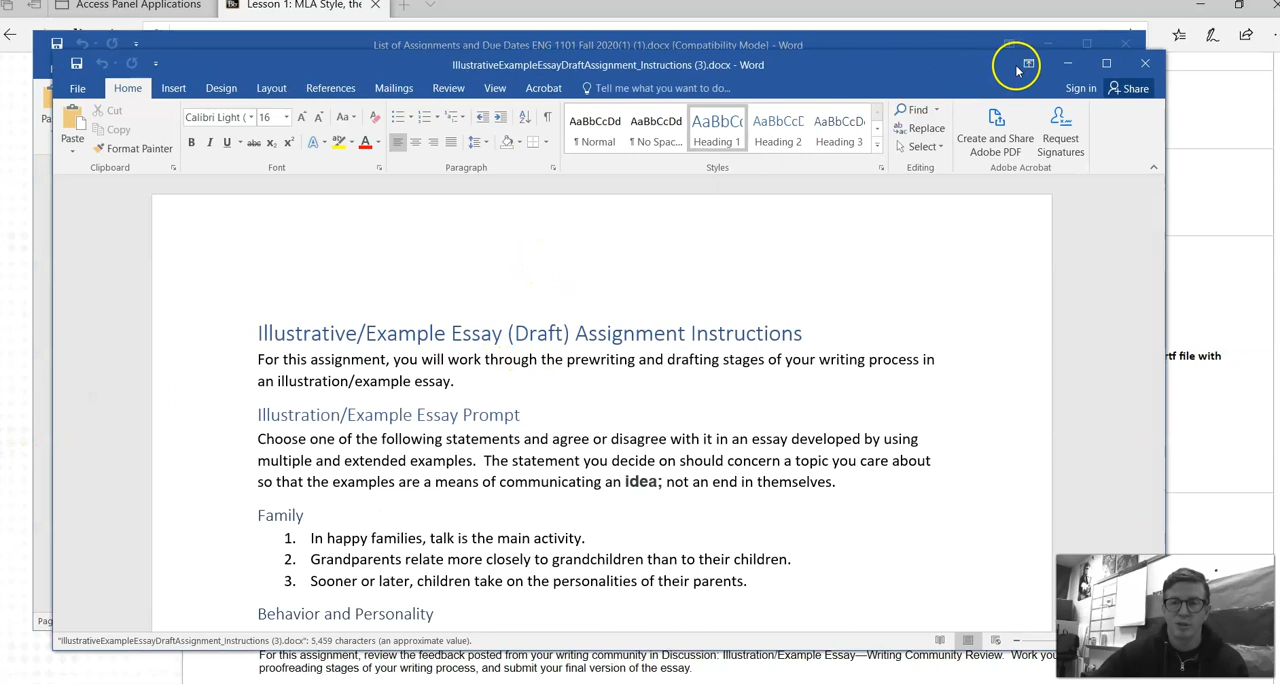 Access Panel Applications
Lesson 1: MLA Style, the
List of Assignments and Due Dates ENG 1101 Fall 2020(1) (1).docx [Compatibility Mode] - Word
IllustrativeExampleEssayDraftAssignment_Instructions (3).docx - Word
File Home Insert Design Layout References Mailings Review View Acrobat Tell me what you want to do... Sign in Share
Paste
Cut
Copy
Format Painter
Clipboard
Calibri Light ( 16
Font
Paragraph
AaBbCcDd AaBbCcDd AaBbCc AaBbCcD AaBbCcDd
¶ Normal ¶ No Spac... Heading 1 Heading 2 Heading 3
Styles
Find
Replace
Select
Editing
Create and Share
Adobe PDF
Request
Signatures
Adobe Acrobat
Illustrative/Example Essay (Draft) Assignment Instructions
For this assignment, you will work through the prewriting and drafting stages of your writing process in
an illustration/example essay.
Illustration/Example Essay Prompt
Choose one of the following statements and agree or disagree with it in an essay developed by using
multiple and extended examples. The statement you decide on should concern a topic you care about
so that the examples are a means of communicating an idea; not an end in themselves.
Family
1. In happy families, talk is the main activity.
2. Grandparents relate more closely to grandchildren than to their children.
3. Sooner or later, children take on the personalities of their parents.
Behavior and Personality
rtf file with
"IllustrativeExampleEssayDraftAssignment_Instructions (3).docx": 5,459 characters (an approximate value).
For this assignment, review the feedback posted from your writing community in Discussion: Illustration/Example Essay—Writing Community Review. Work you
proofreading stages of your writing process, and submit your final version of the essay.